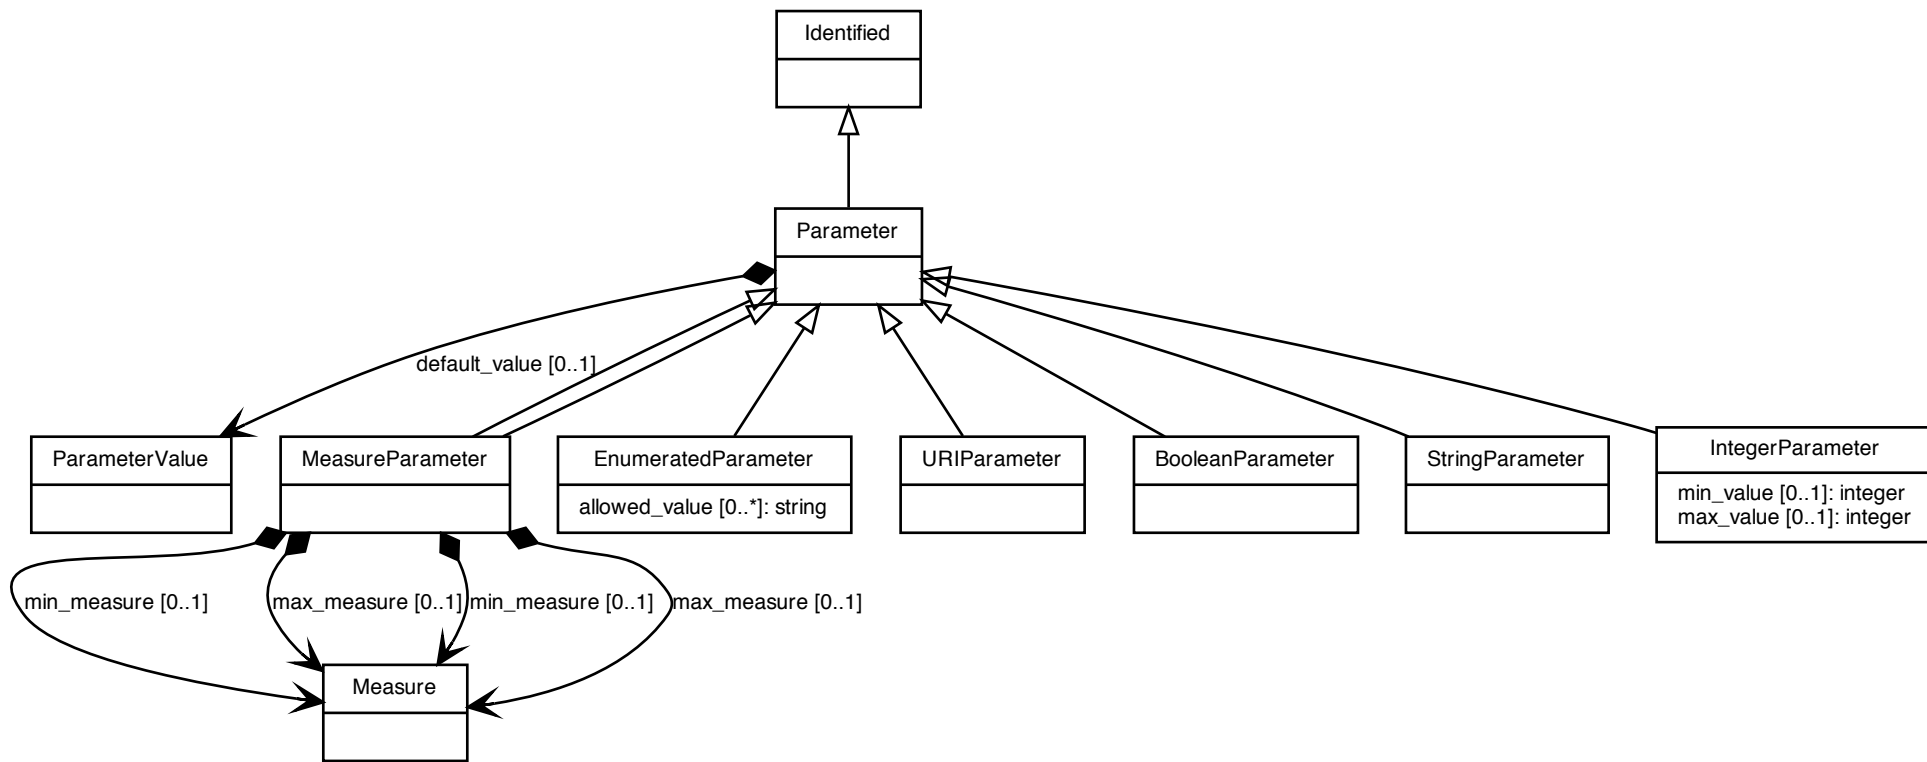 Identified
Parameter
default_value [0..1]
ParameterValue
MeasureParameter
EnumeratedParameter
allowed_value [0..*]: string
URIParameter
BooleanParameter
StringParameter
IntegerParameter
min_value [0..1]: integer
max_value [0..1]: integer
min_measure [0..1]
max_measure [0..1]
min_measure [0..1]
max_measure [0..1]
Measure